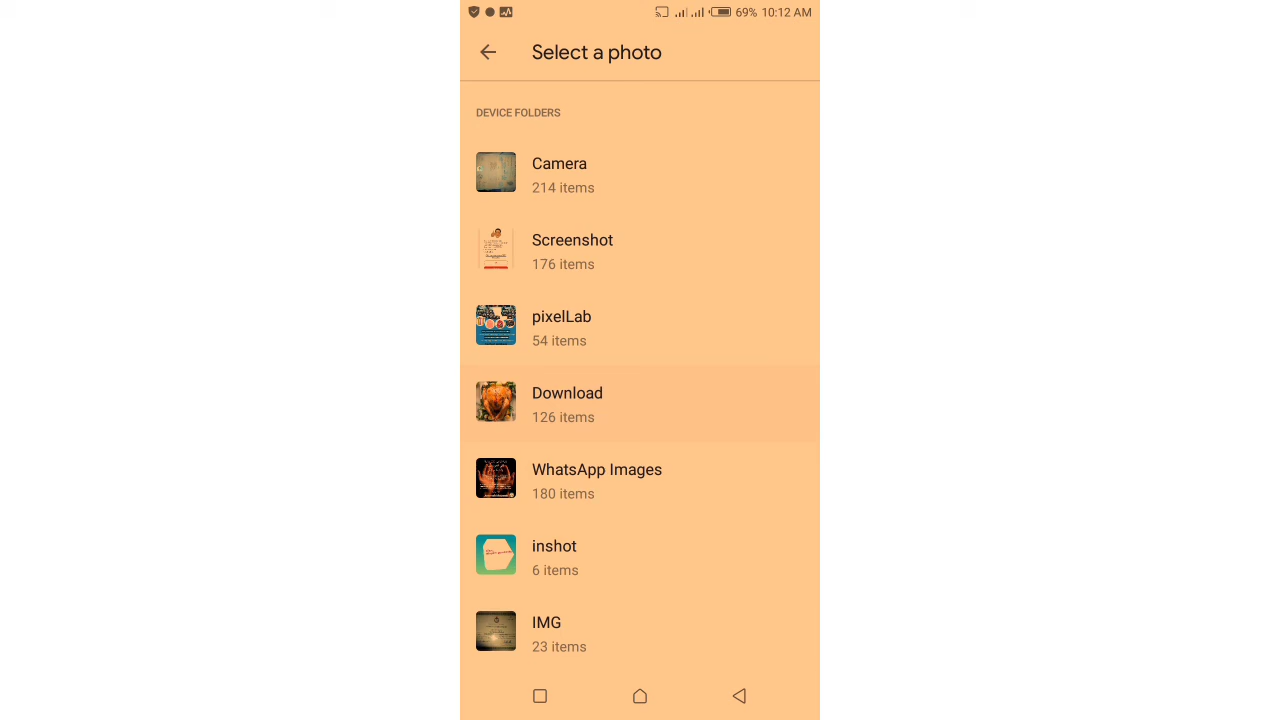 69% 10:12 AM
Select a photo
DEVICE FOLDERS
Camera
214 items
Screenshot
176 items
pixelLab
54 items
Download
126 items
WhatsApp Images
180 items
inshot
6 items
IMG
23 items